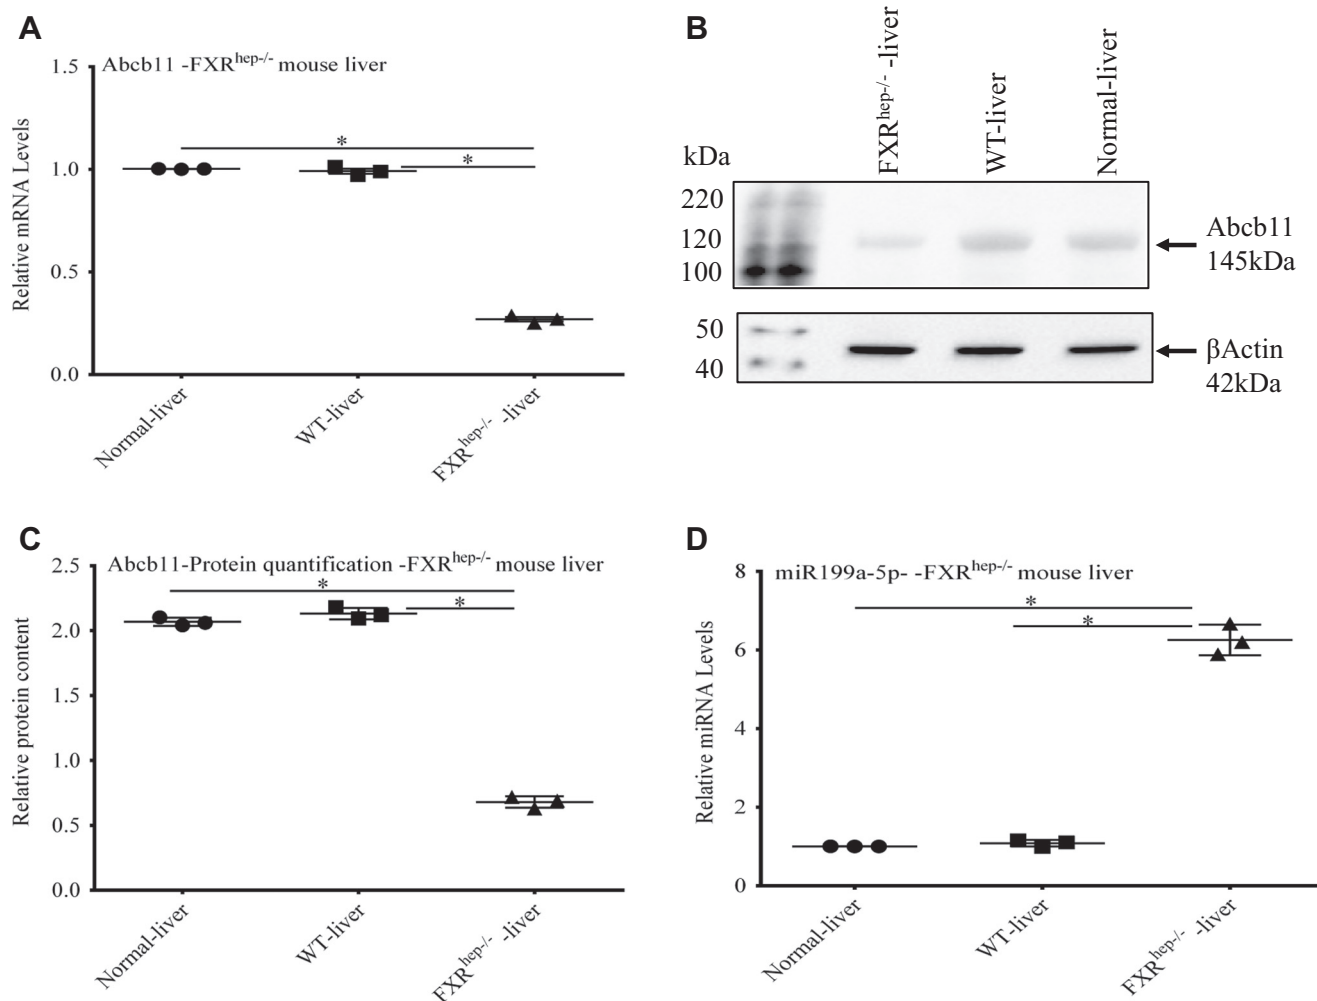 A
Abcb11 -FXRhep-/- mouse liver
Relative mRNA Levels
1.5
1.0
0.5
0.0
*
*
Normal-liver
WT-liver
FXRhep-/- -liver
B
FXRhep-/- -liver
WT-liver
Normal-liver
kDa
220
120
100
Abcb11
145kDa
50
40
βActin
42kDa
C
Abcb11-Protein quantification -FXRhep-/- mouse liver
Relative protein content
2.5
2.0
1.5
1.0
0.5
0.0
*
*
Normal-liver
WT-liver
FXRhep-/- -liver
D
miR199a-5p- -FXRhep-/- mouse liver
Relative miRNA Levels
8
6
4
2
0
*
*
Normal-liver
WT-liver
FXRhep-/- -liver